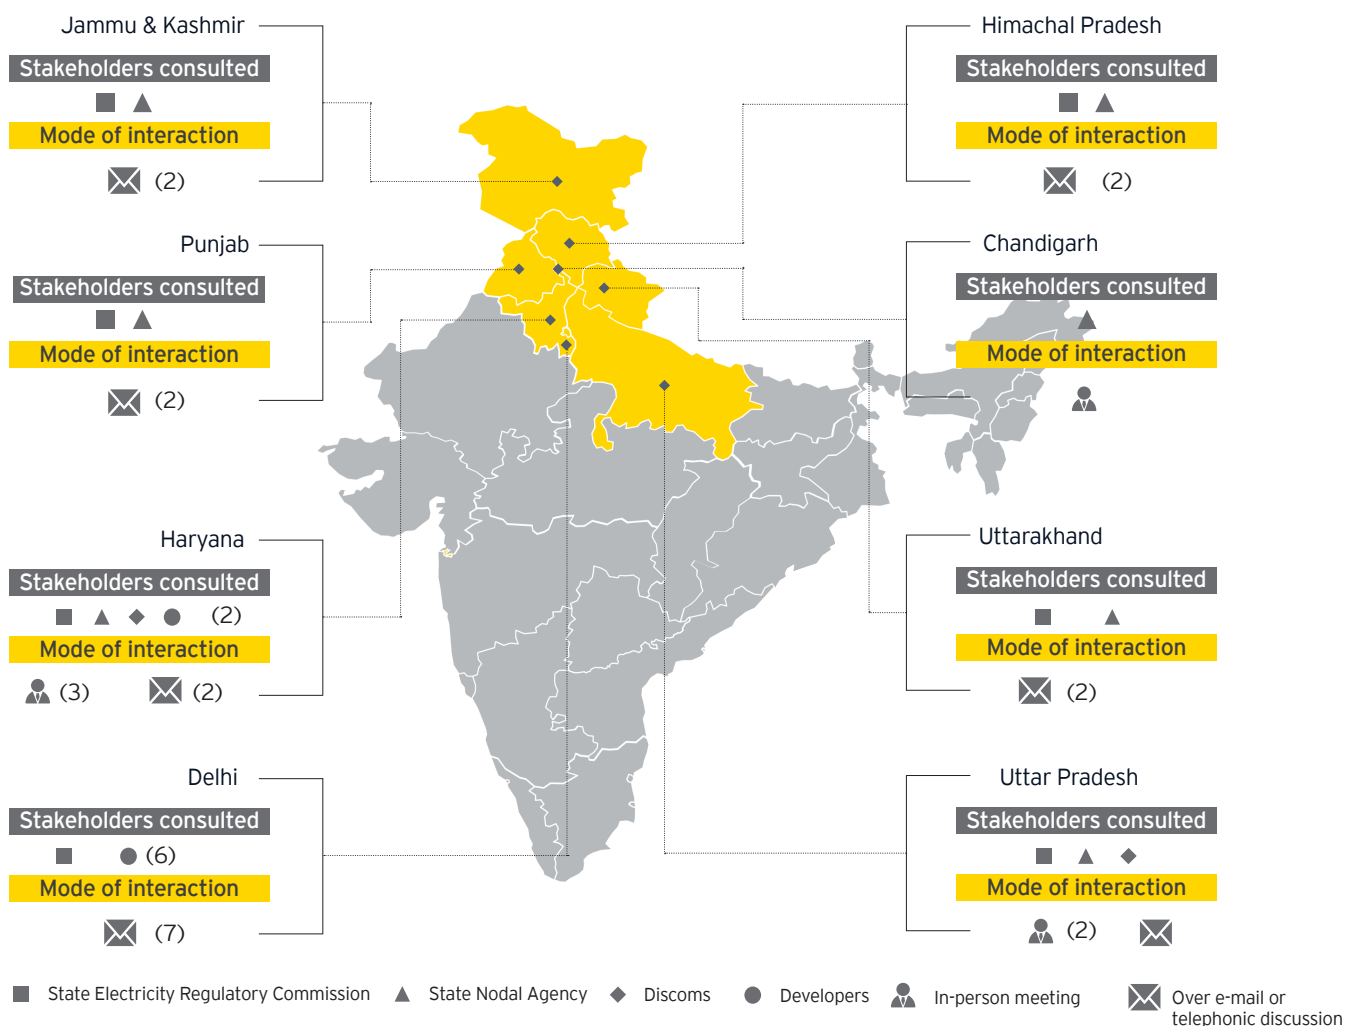 Jammu & Kashmir
Stakeholders consulted
Mode of interaction
(2)
Punjab
Stakeholders consulted
Mode of interaction
(2)
Haryana
Stakeholders consulted
(2)
Mode of interaction
(3) (2)
Delhi
Stakeholders consulted
(6)
Mode of interaction
(7)
Himachal Pradesh
Stakeholders consulted
Mode of interaction
(2)
Chandigarh
Stakeholders consulted
Mode of interaction
Uttarakhand
Stakeholders consulted
Mode of interaction
(2)
Uttar Pradesh
Stakeholders consulted
Mode of interaction
(2)
State Electricity Regulatory Commission State Nodal Agency Discoms Developers In-person meeting Over e-mail or
telephonic discussion